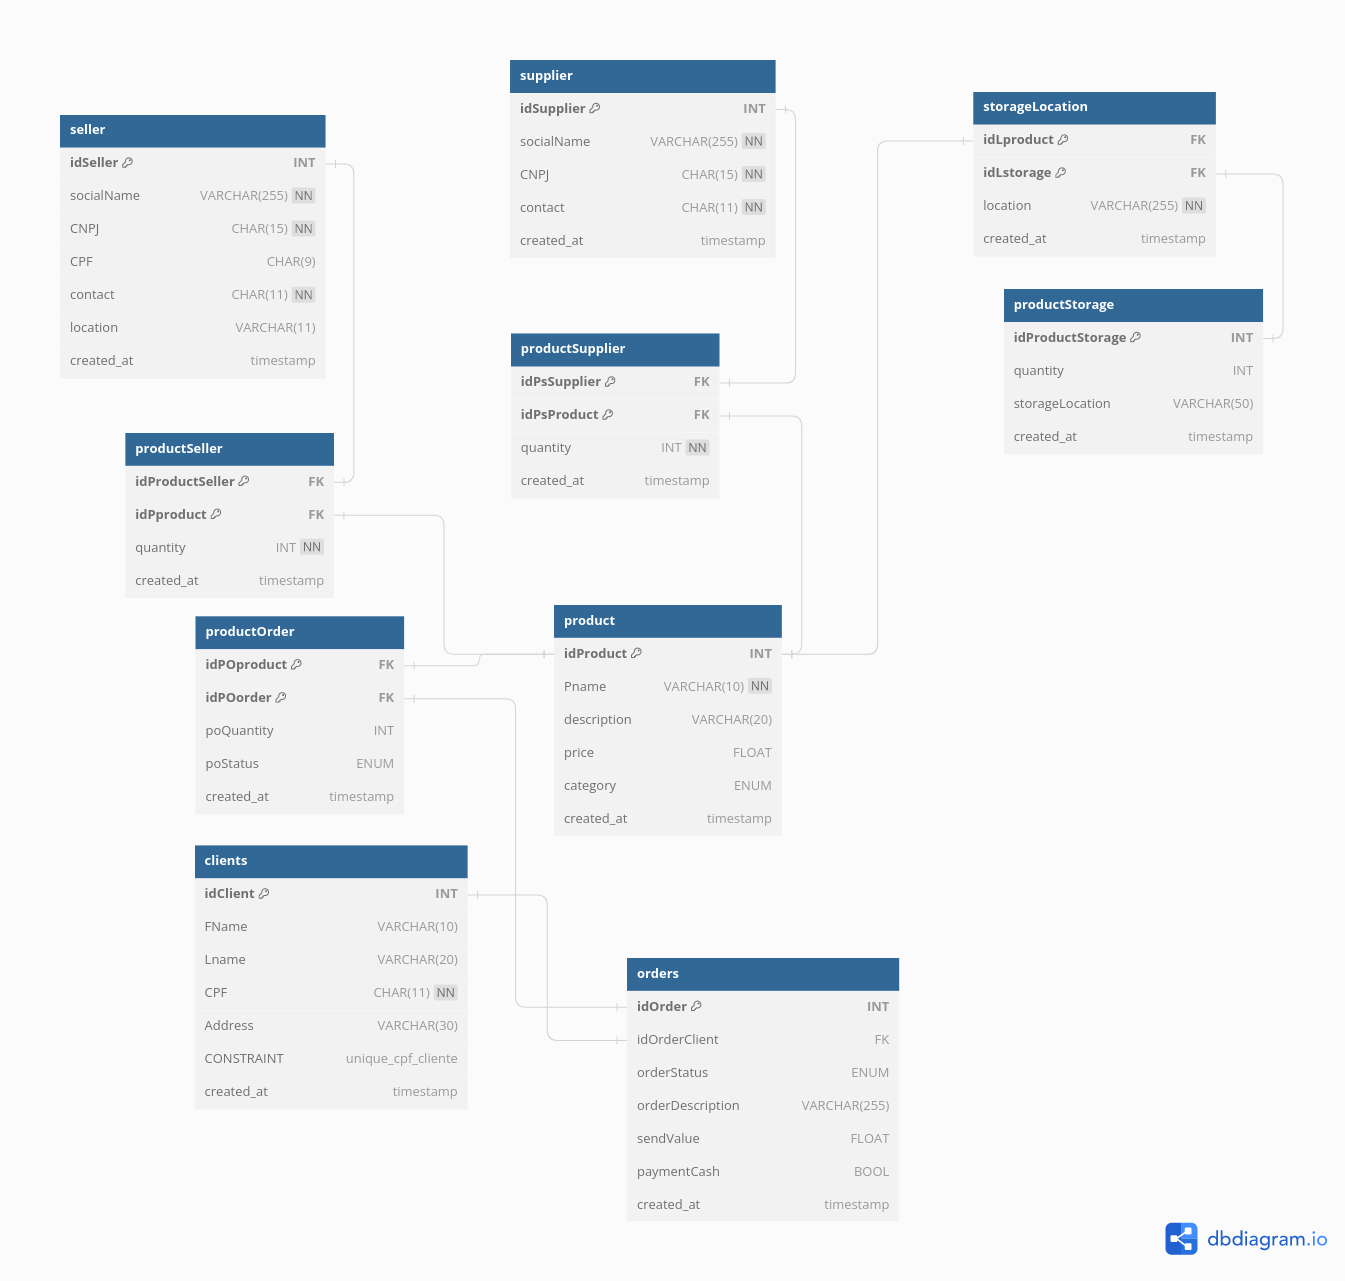 seller
idSeller INT
socialName VARCHAR(255) NN
CNPJ CHAR(15) NN
CPF CHAR(9)
contact CHAR(11) NN
location VARCHAR(11)
created_at timestamp
supplier
idSupplier INT
socialName VARCHAR(255) NN
CNPJ CHAR(15) NN
contact CHAR(11) NN
created_at timestamp
storageLocation
idLproduct FK
idLstorage FK
location VARCHAR(255) NN
created_at timestamp
productStorage
idProductStorage INT
quantity INT
storageLocation VARCHAR(50)
created_at timestamp
productSupplier
idPsSupplier FK
idPsProduct FK
quantity INT NN
created_at timestamp
productSeller
idProductSeller FK
idPproduct FK
quantity INT NN
created_at timestamp
productOrder
idPOproduct FK
idPOorder FK
poQuantity INT
poStatus ENUM
created_at timestamp
product
idProduct INT
Pname VARCHAR(10) NN
description VARCHAR(20)
price FLOAT
category ENUM
created_at timestamp
clients
idClient INT
FName VARCHAR(10)
Lname VARCHAR(20)
CPF CHAR(11) NN
Address VARCHAR(30)
CONSTRAINT unique_cpf_cliente
created_at timestamp
orders
idOrder INT
idOrderClient FK
orderStatus ENUM
orderDescription VARCHAR(255)
sendValue FLOAT
paymentCash BOOL
created_at timestamp
dbdiagram.io